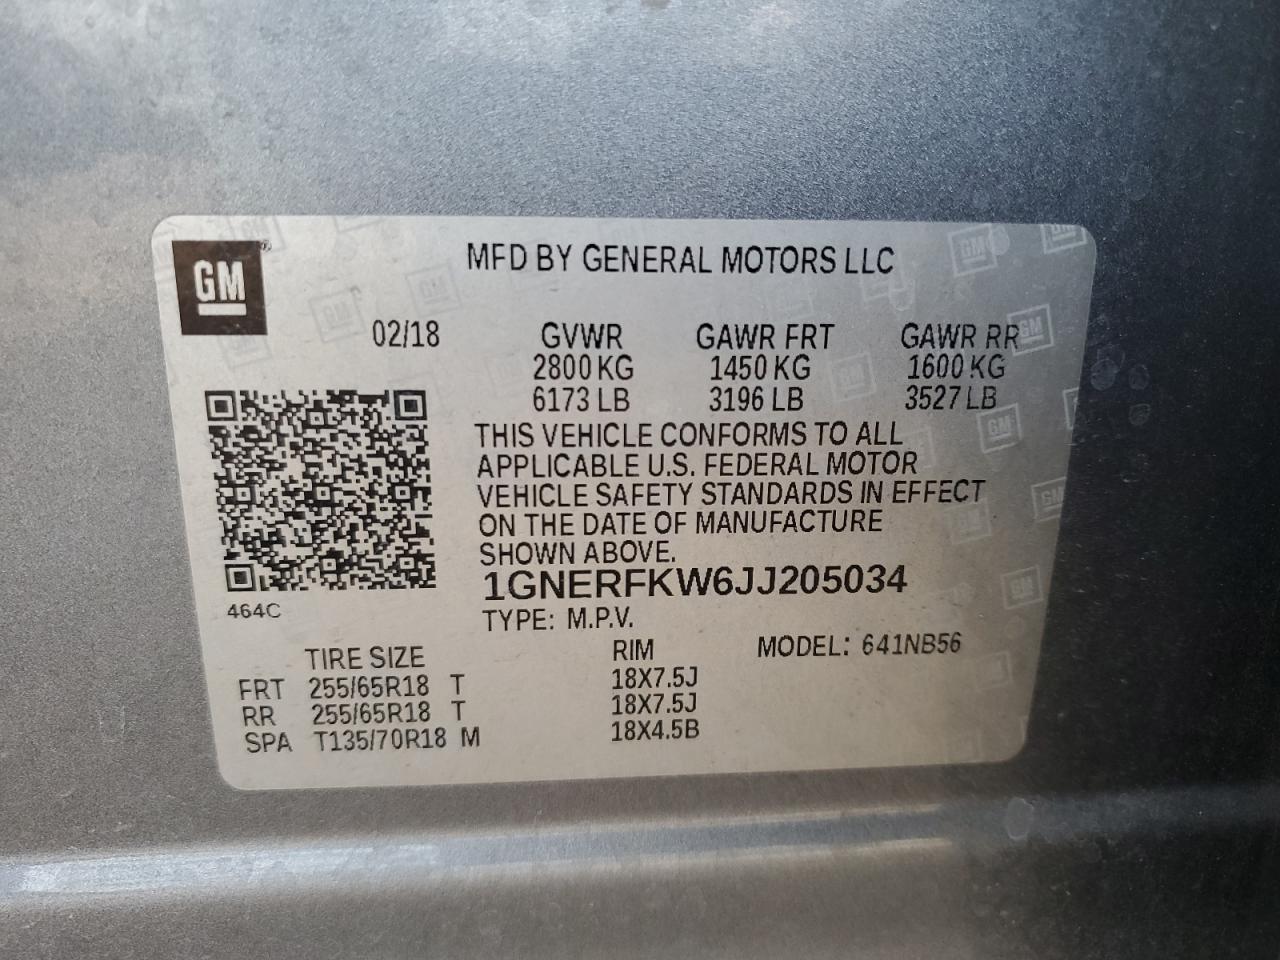 GM
MFD BY GENERAL MOTORS LLC
02/18 GVWR GAWR FRT GAWR RR
2800 KG 1450 KG 1600 KG
6173 LB 3196 LB 3527 LB
THIS VEHICLE CONFORMS TO ALL
APPLICABLE U.S. FEDERAL MOTOR
VEHICLE SAFETY STANDARDS IN EFFECT
ON THE DATE OF MANUFACTURE
SHOWN ABOVE.
1GNERFKW6JJ205034
464C
TYPE: M.P.V.
TIRE SIZE RIM MODEL: 641NB56
FRT 255/65R18 T 18X7.5J
RR 255/65R18 T 18X7.5J
SPA T135/70R18 M 18X4.5B